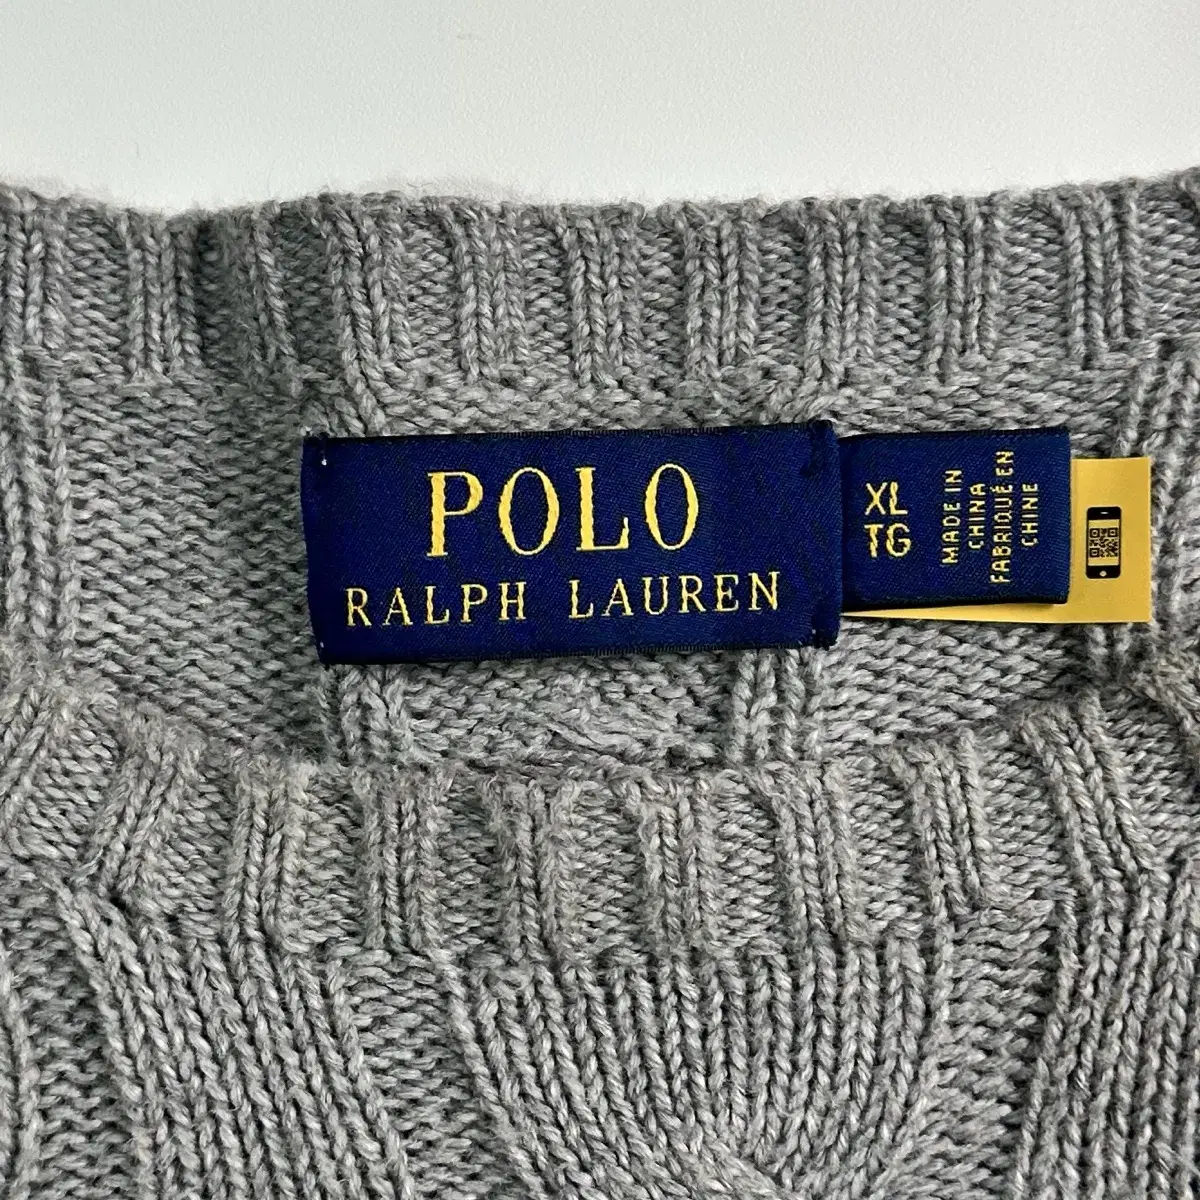 POLO
RALPH LAUREN
XL
TG
MADE IN
CHINA
FABRIQUÉ EN
CHINE